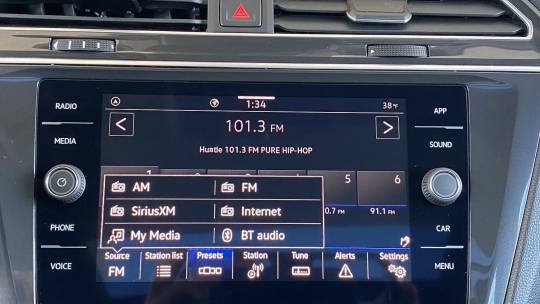 RADIO
MEDIA
PHONE
VOICE
1:34
38°F
101.3 FM
Hustle 101.3 FM PURE HIP-HOP
1
5
6
0.7 FM
91.1 FM
AM
FM
SiriusXM
Internet
My Media
BT audio
Source
FM
Station list
Presets
Station
Tune
Alerts
Settings
APP
SOUND
CAR
MENU